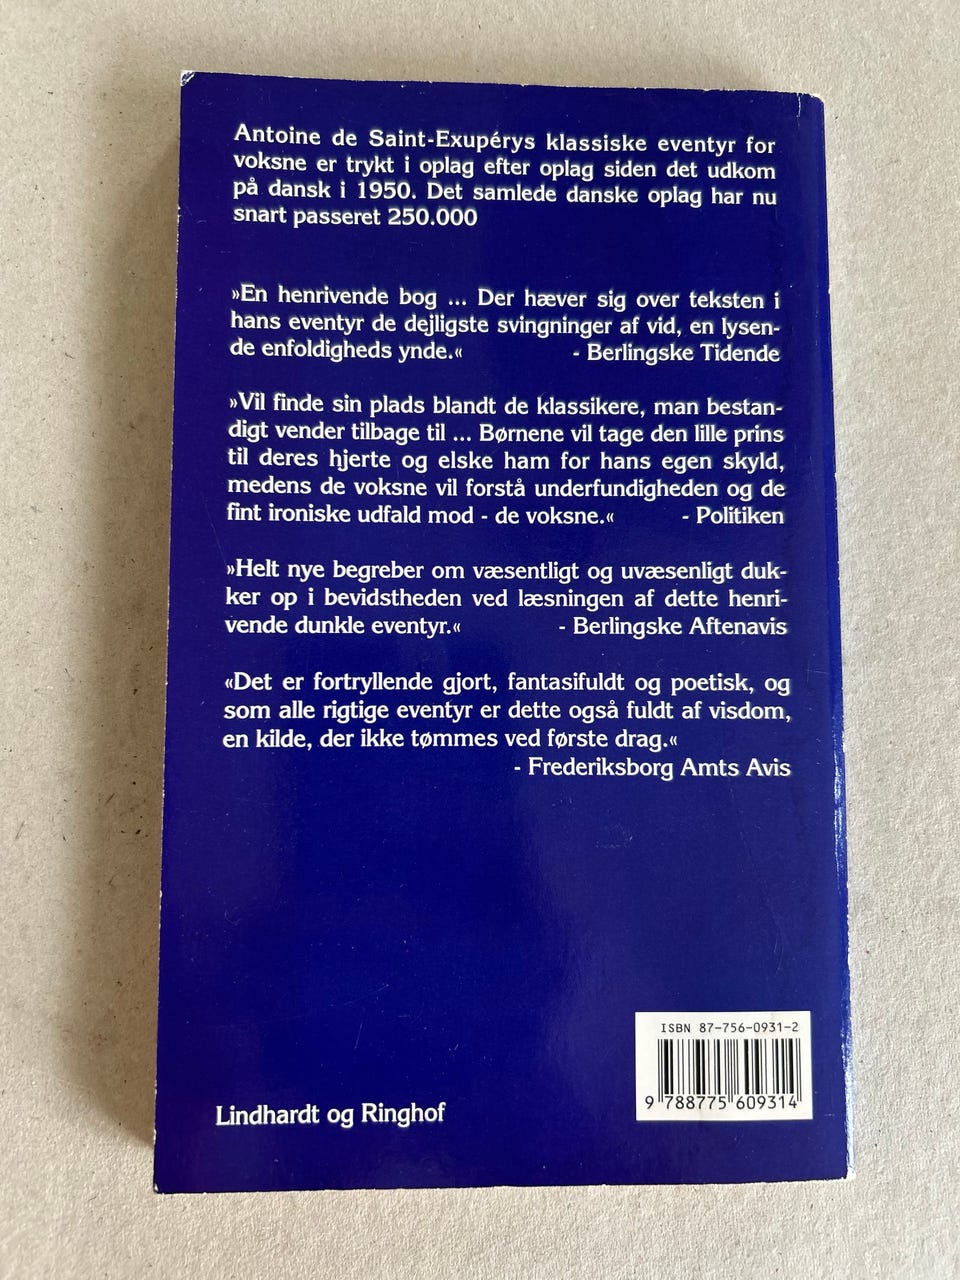 Antoine de Saint-Exupérys klassiske eventyr for
voksne er trykt i oplag efter oplag siden det udkom
på dansk i 1950. Det samlede danske oplag har nu
snart passeret 250.000
»En henrivende bog ... Der hæver sig over teksten i
hans eventyr de dejligste svingninger af vid, en lysen-
de enfoldigheds ynde.« - Berlingske Tidende
»Vil finde sin plads blandt de klassikere, man bestan-
digt vender tilbage til ... Børnene vil tage den lille prins
til deres hjerte og elske ham for hans egen skyld,
medens de voksne vil forstå underfundigheden og de
fint ironiske udfald mod - de voksne.« - Politiken
»Helt nye begreber om væsentligt og uvæsenligt duk-
ker op i bevidstheden ved læsningen af dette henri-
vende dunkle eventyr.« - Berlingske Aftenavis
«Det er fortryllende gjort, fantasifuldt og poetisk, og
som alle rigtige eventyr er dette også fuldt af visdom,
en kilde, der ikke tømmes ved første drag.«
- Frederiksborg Amts Avis
ISBN 87-756-0931-2
9 788775 609314
Lindhardt og Ringhof